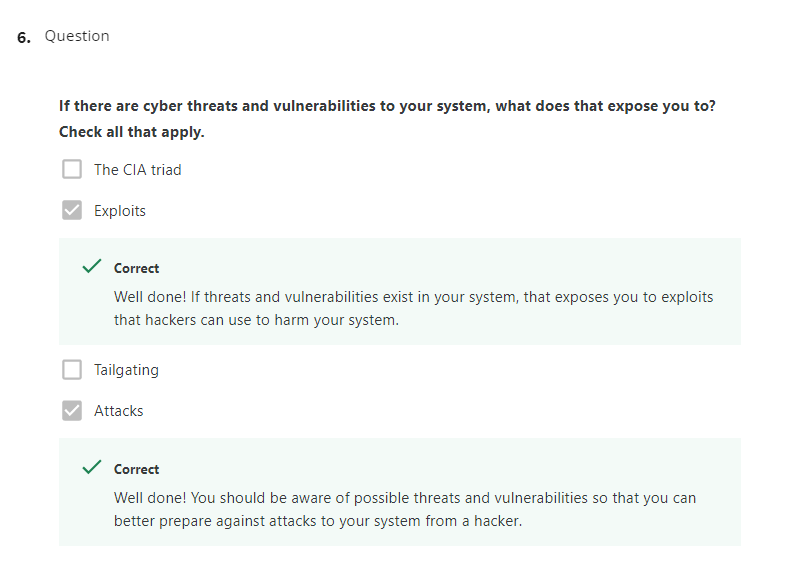 6. Question
If there are cyber threats and vulnerabilities to your system, what does that expose you to?
Check all that apply.
The CIA triad
Exploits
Correct
Well done! If threats and vulnerabilities exist in your system, that exposes you to exploits
that hackers can use to harm your system.
Tailgating
Attacks
Correct
Well done! You should be aware of possible threats and vulnerabilities so that you can
better prepare against attacks to your system from a hacker.